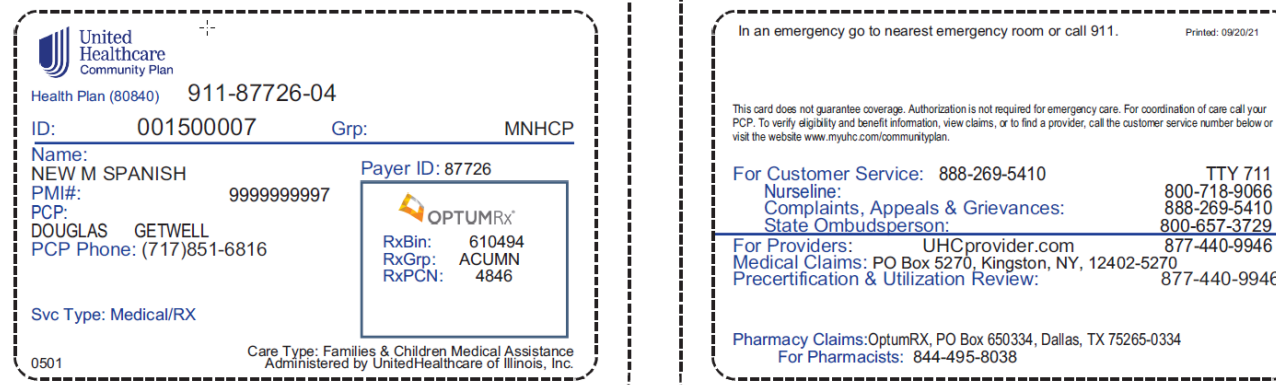 United
Healthcare
Community Plan
Health Plan (80840) 911-87726-04
ID: 001500007 Grp: MNHCP
Name:
NEW M SPANISH
PMI#: 9999999997
PCP:
DOUGLAS GETWELL
PCP Phone: (717)851-6816
Payer ID: 87726
OPTUMRx®
RxBin: 610494
RxGrp: ACUMN
RxPCN: 4846
Svc Type: Medical/RX
0501
Care Type: Families & Children Medical Assistance
Administered by UnitedHealthcare of Illinois, Inc.
In an emergency go to nearest emergency room or call 911. Printed: 09/20/21
This card does not guarantee coverage. Authorization is not required for emergency care. For coordination of care call your
PCP. To verify eligibility and benefit information, view claims, or to find a provider, call the customer service number below or
visit the website www.myuhc.com/communityplan.
For Customer Service: 888-269-5410 TTY 711
Nurseline: 800-718-9066
Complaints, Appeals & Grievances: 888-269-5410
State Ombudsperson: 800-657-3729
For Providers: UHCprovider.com 877-440-9946
Medical Claims: PO Box 5270, Kingston, NY, 12402-5270
Precertification & Utilization Review: 877-440-9946
Pharmacy Claims:OptumRX, PO Box 650334, Dallas, TX 75265-0334
For Pharmacists: 844-495-8038